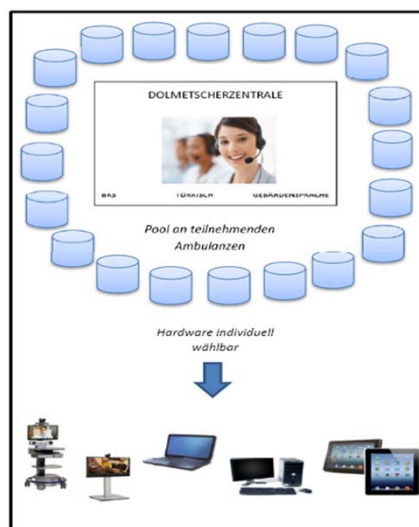 DOLMETSCHERZENTRALE
BKS TÜRKISCH GEBÄRDENSPRACHE
Pool an teilnehmenden
Ambulanzen
Hardware individuell
wählbar